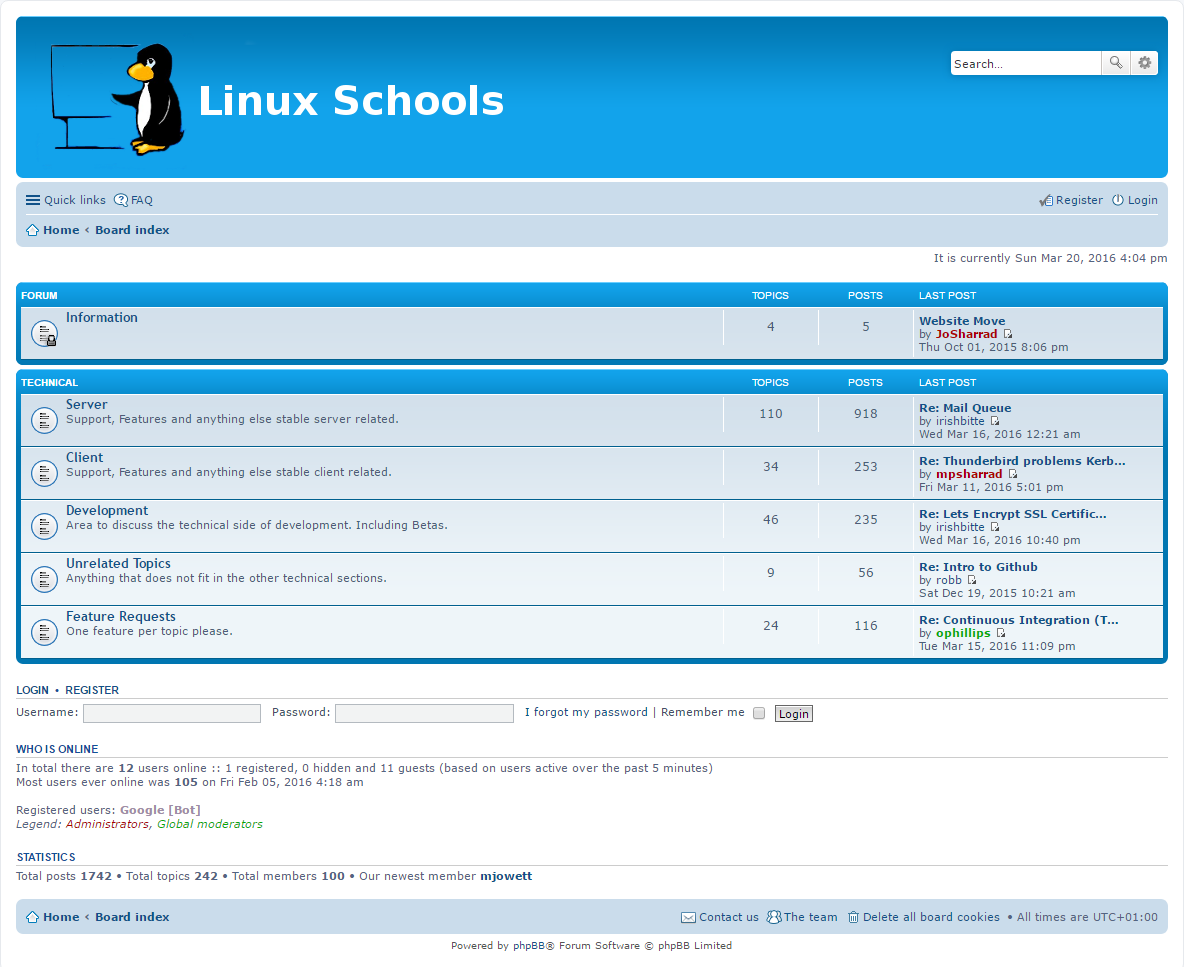 Linux Schools
Search...
Quick links FAQ Register Login
Home ‹ Board index
It is currently Sun Mar 20, 2016 4:04 pm
FORUM TOPICS POSTS LAST POST
Information 4 5 Website Move
by JoSharrad
Thu Oct 01, 2015 8:06 pm
TECHNICAL TOPICS POSTS LAST POST
Server 110 918 Re: Mail Queue
Support, Features and anything else stable server related. by irishbitte
Wed Mar 16, 2016 12:21 am
Client 34 253 Re: Thunderbird problems Kerb...
Support, Features and anything else stable client related. by mpsharrad
Fri Mar 11, 2016 5:01 pm
Development 46 235 Re: Lets Encrypt SSL Certific...
Area to discuss the technical side of development. Including Betas. by irishbitte
Wed Mar 16, 2016 10:40 pm
Unrelated Topics 9 56 Re: Intro to Github
Anything that does not fit in the other technical sections. by robb
Sat Dec 19, 2015 10:21 am
Feature Requests 24 116 Re: Continuous Integration (T...
One feature per topic please. by ophillips
Tue Mar 15, 2016 11:09 pm
LOGIN • REGISTER
Username: Password: I forgot my password | Remember me Login
WHO IS ONLINE
In total there are 12 users online :: 1 registered, 0 hidden and 11 guests (based on users active over the past 5 minutes)
Most users ever online was 105 on Fri Feb 05, 2016 4:18 am
Registered users: Google [Bot]
Legend: Administrators, Global moderators
STATISTICS
Total posts 1742 • Total topics 242 • Total members 100 • Our newest member mjowett
Home ‹ Board index Contact us The team Delete all board cookies • All times are UTC+01:00
Powered by phpBB® Forum Software © phpBB Limited